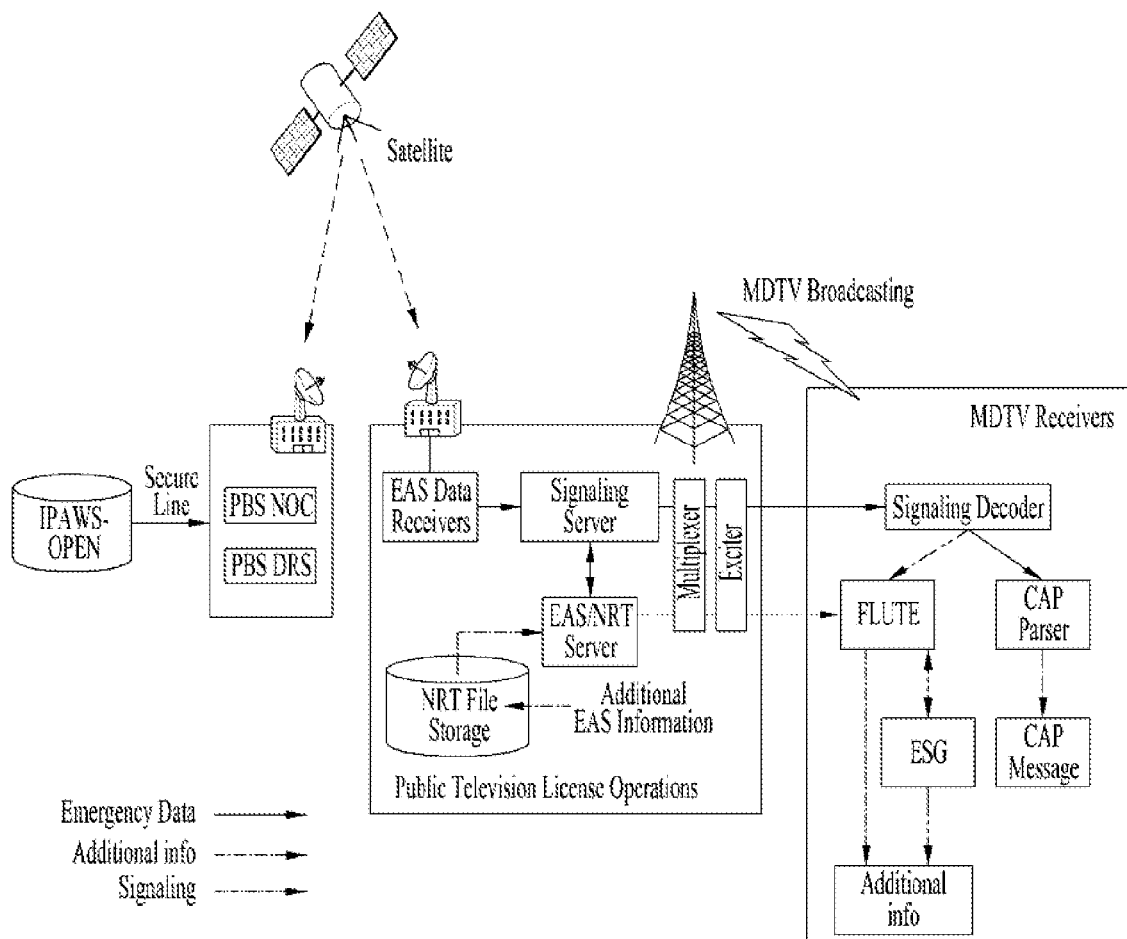 Satellite
MDTV Broadcasting
MDTV Receivers
Secure
Line
IPAWS-
OPEN
PBS NOC
PBS DRS
EAS Data
Receivers
Signaling
Server
Multiplexer
Exciter
Signaling Decoder
EAS/NRT
Server
FLUTE
CAP
Parser
NRT File
Storage
Additional
EAS Information
ESG
CAP
Message
Public Television License Operations
Emergency Data
Additional info
Signaling
Additional
info